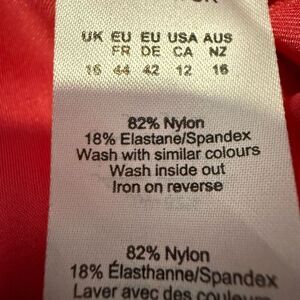 UK EU EU USA AUS
FR DE CA NZ
16 44 42 12 16
82% Nylon
18% Elastane/Spandex
Wash with similar colours
Wash inside out
Iron on reverse
82% Nylon
18% Élasthanne/Spandex
Laver avec des couleurs